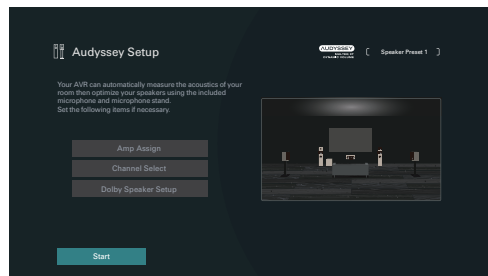 Audyssey Setup
AUDYSSEY
Speaker Preset 1
Your AVR can automatically measure the acoustics of your
room then optimize your speakers using the included
microphone and microphone stand.
Set the following items if necessary.
Amp Assign
Channel Select
Dolby Speaker Setup
Start